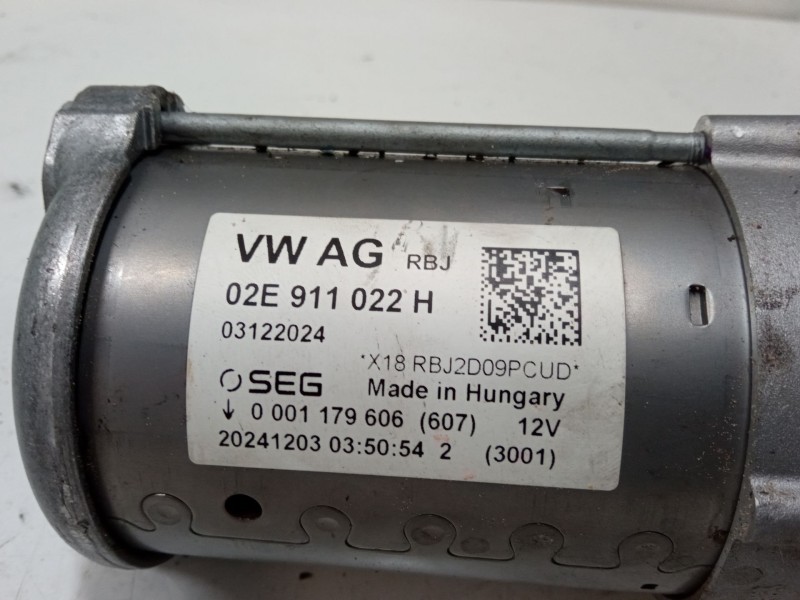 VW AG RBJ
02E 911 022 H
03122024
*X18 RBJ2D09PCUD*
SEG Made in Hungary
↓ 0 001 179 606 (607) 12V
20241203 03:50:54 2 (3001)